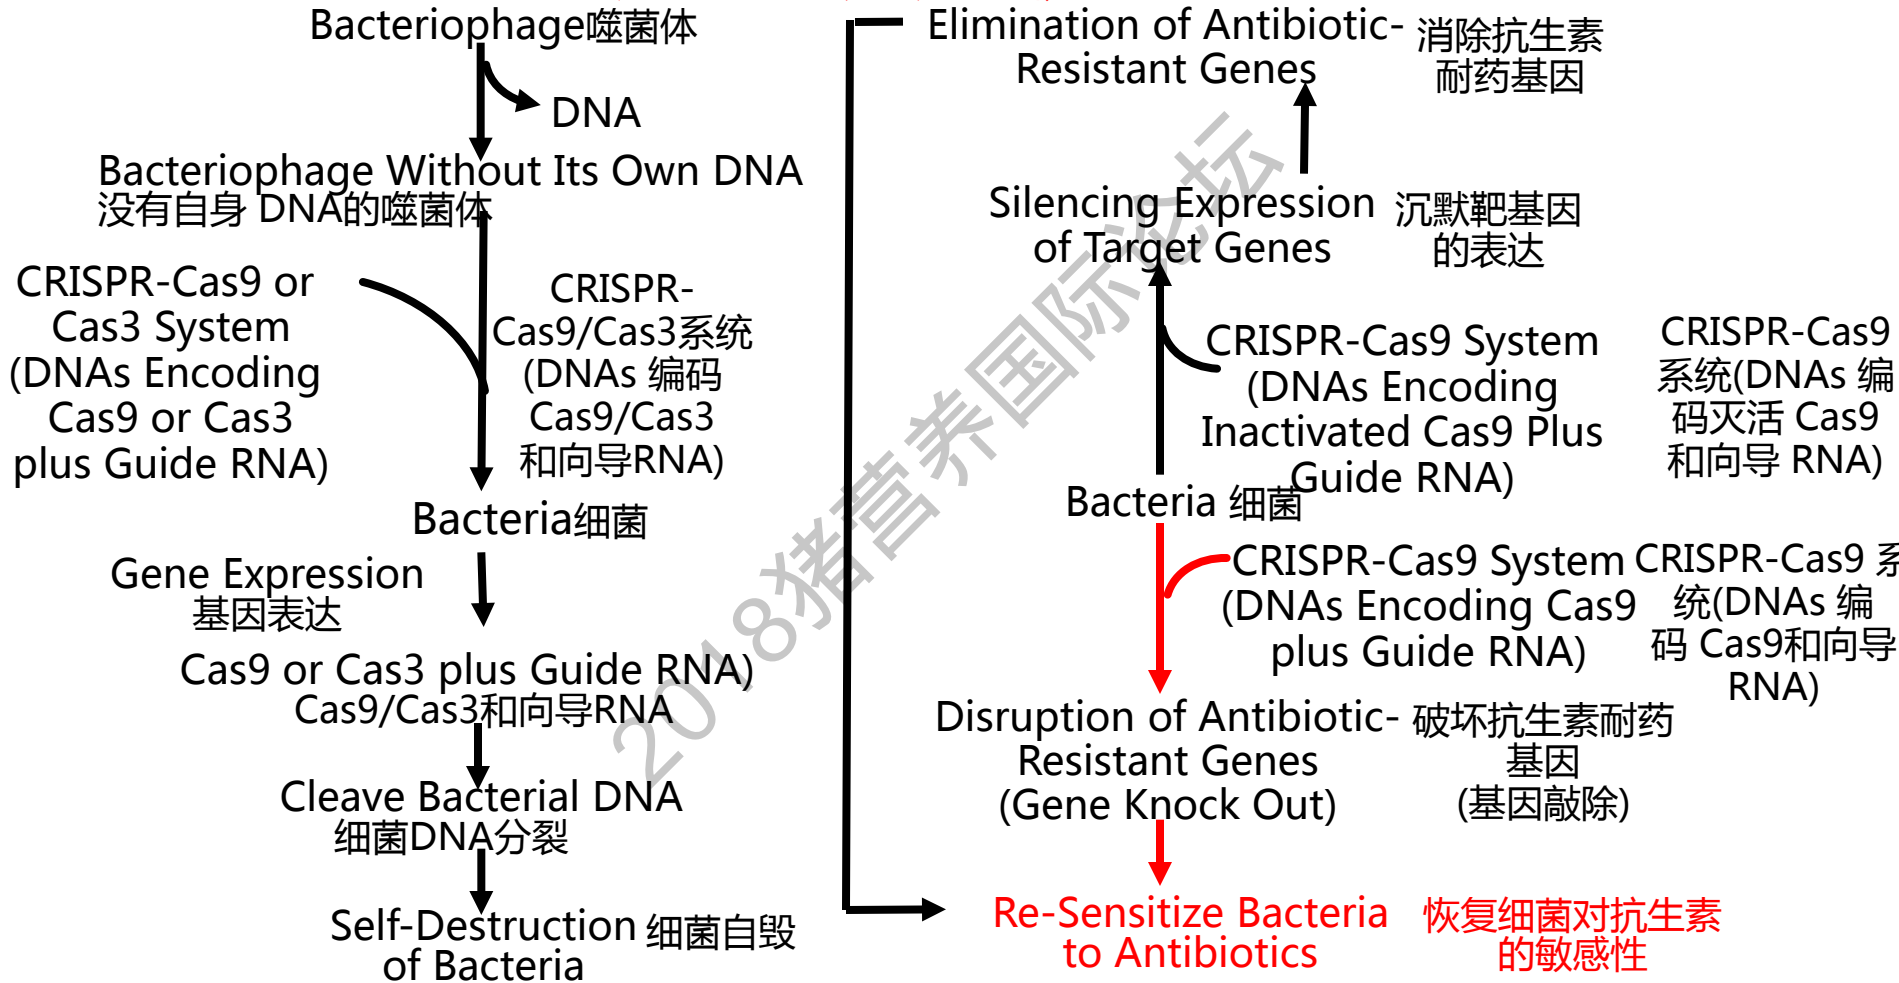 Bacteriophage噬菌体
DNA
Bacteriophage Without Its Own DNA
没有自身 DNA的噬菌体
CRISPR-Cas9 or
Cas3 System
(DNAs Encoding
Cas9 or Cas3
plus Guide RNA)
CRISPR-
Cas9/Cas3系统
(DNAs 编码
Cas9/Cas3
和向导RNA)
Bacteria细菌
Gene Expression
基因表达
Cas9 or Cas3 plus Guide RNA)
Cas9/Cas3和向导RNA
Cleave Bacterial DNA
细菌DNA分裂
Self-Destruction
of Bacteria
细菌自毁
Elimination of Antibiotic-
Resistant Genes
消除抗生素
耐药基因
Silencing Expression
of Target Genes
沉默靶基因
的表达
CRISPR-Cas9 System
(DNAs Encoding
Inactivated Cas9 Plus
Guide RNA)
CRISPR-Cas9
系统(DNAs 编
码灭活 Cas9
和向导 RNA)
Bacteria 细菌
CRISPR-Cas9 System
(DNAs Encoding Cas9
plus Guide RNA)
CRISPR-Cas9 系
统(DNAs 编
码 Cas9和向导
RNA)
Disruption of Antibiotic-
Resistant Genes
(Gene Knock Out)
破坏抗生素耐药
基因
(基因敲除)
Re-Sensitize Bacteria
to Antibiotics
恢复细菌对抗生素
的敏感性
2018猪营养国际论坛